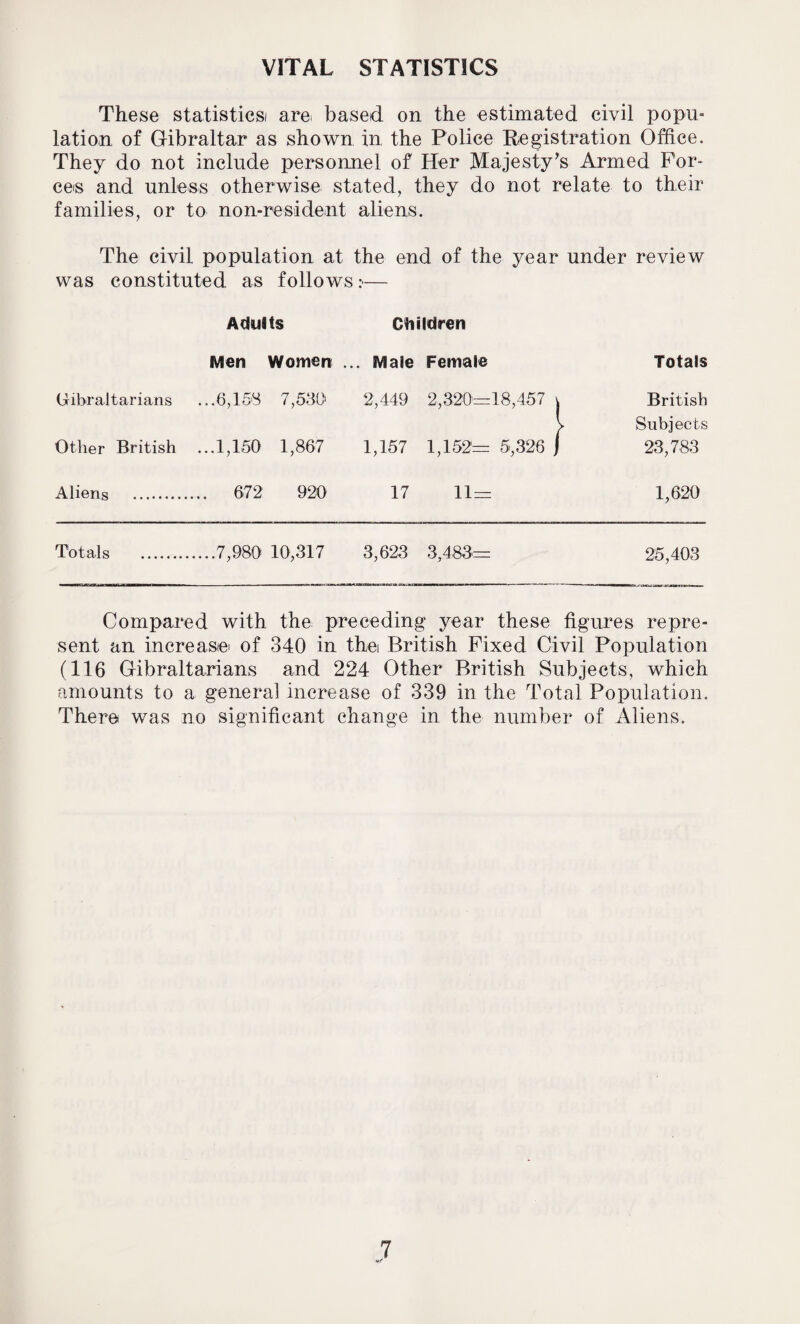 VITAL STATISTICS
These statistics are based on the estimated civil popu-
lation of Gibraltar as shown in the Police Registration Office.
They do not include personnel of Her Majesty's Armed For-
ces and unless otherwise stated, they do not relate to their
families, or to non-resident aliens.
The civil population at the end of the year under review
was constituted as follows:—
Adults Children
Men Women ... Male Female Totals
Gibraltarians ...6,158 7,530 2,449 2,320=18,457 British
Subjects
Other British ...1,150 1,867 1,157 1,152= 5,326 23,783
Aliens ............ 672 920 17 11= 1,620
Totals ............7,980 10,317 3,623 3,483= 25,403
Compared with the preceding year these figures repre-
sent an increase of 340 in the British Fixed Civil Population
(116 Gibraltarians and 224 Other British Subjects, which
amounts to a general increase of 339 in the Total Population.
There was no significant change in the number of Aliens.
7